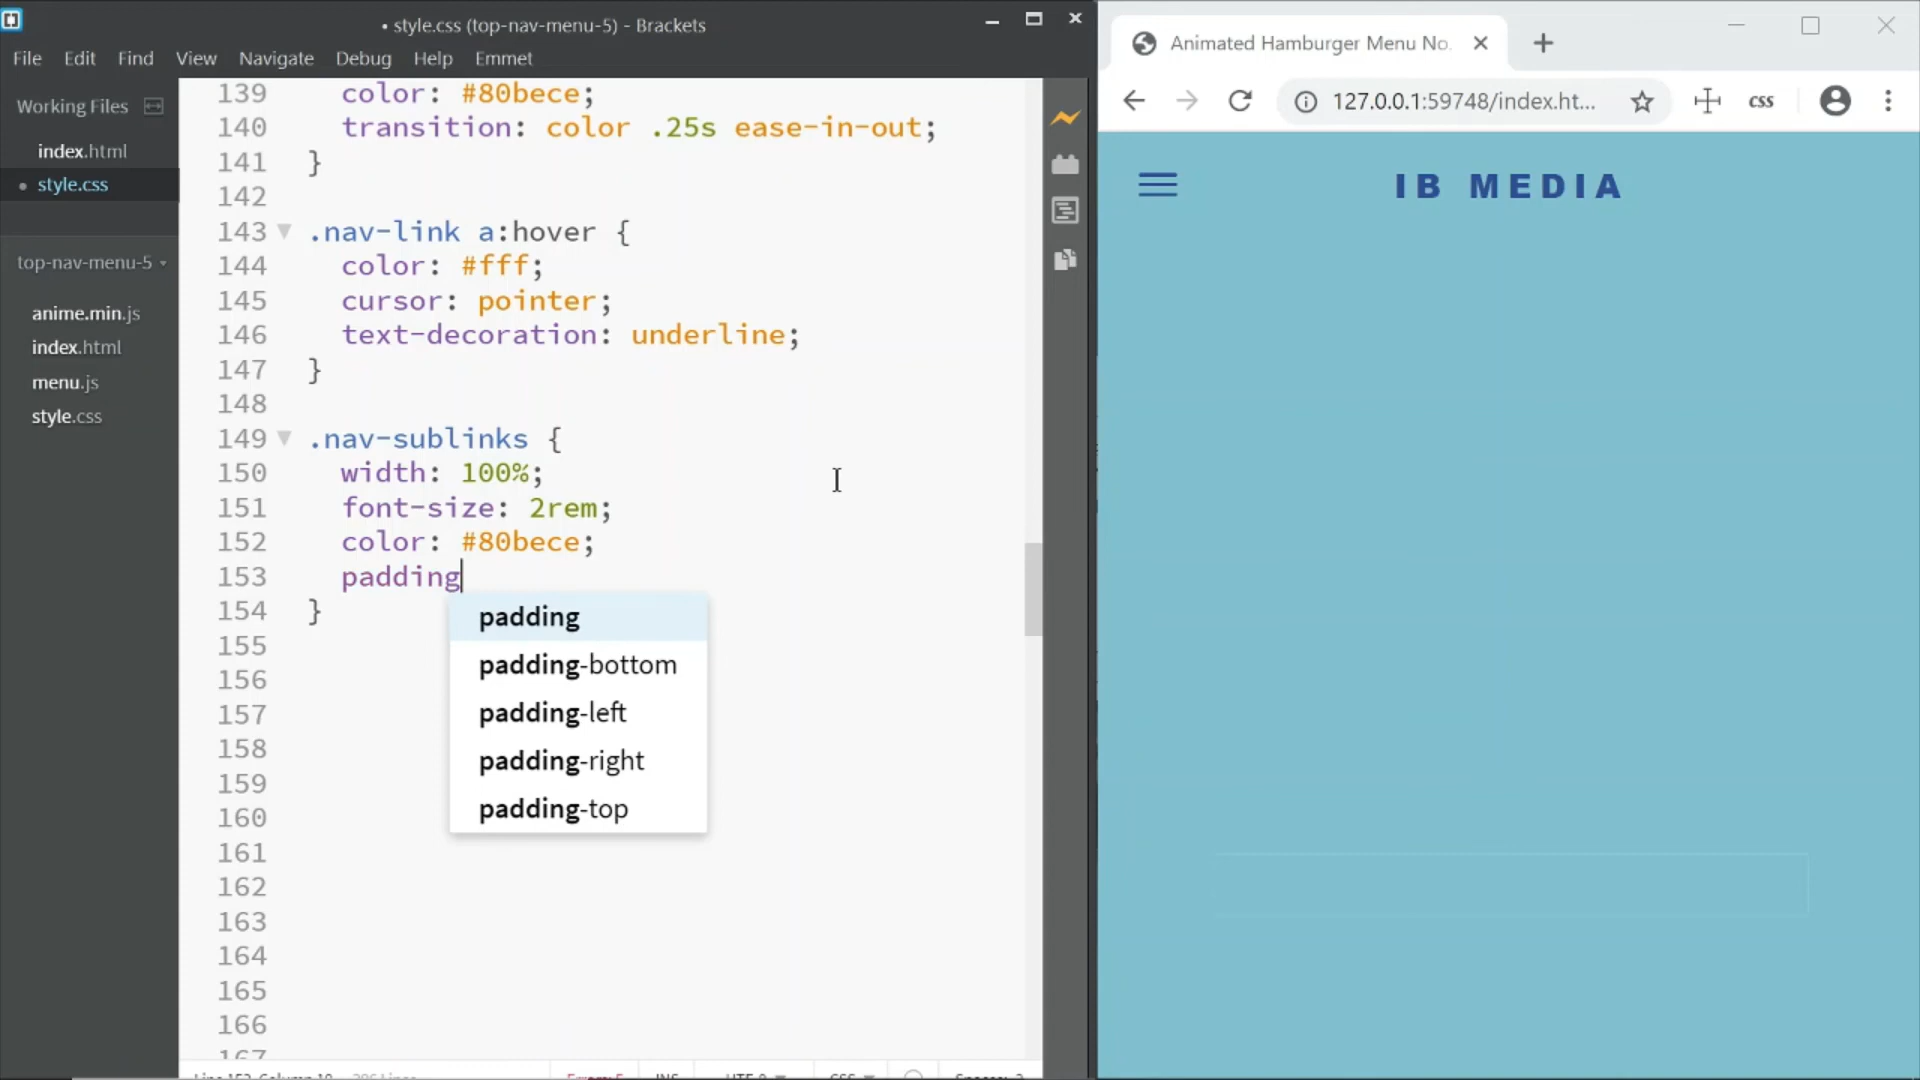 style.css (top-nav-menu-5) - Brackets
File Edit Find View Navigate Debug Help Emmet
Working Files
index.html
style.css
top-nav-menu-5
anime.min.js
index.html
menu.js
style.css
139 color: #80bece;
140 transition: color .25s ease-in-out;
141 }
142
143 .nav-link a:hover {
144 color: #fff;
145 cursor: pointer;
146 text-decoration: underline;
147 }
148
149 .nav-sublinks {
150 width: 100%;
151 font-size: 2rem;
152 color: #80bece;
153 padding
154 }
155
156
157
158
159
160
161
162
163
164
165
166
167
padding
padding-bottom
padding-left
padding-right
padding-top
Animated Hamburger Menu No.
127.0.0.1:59748/index.ht...
css
IB MEDIA